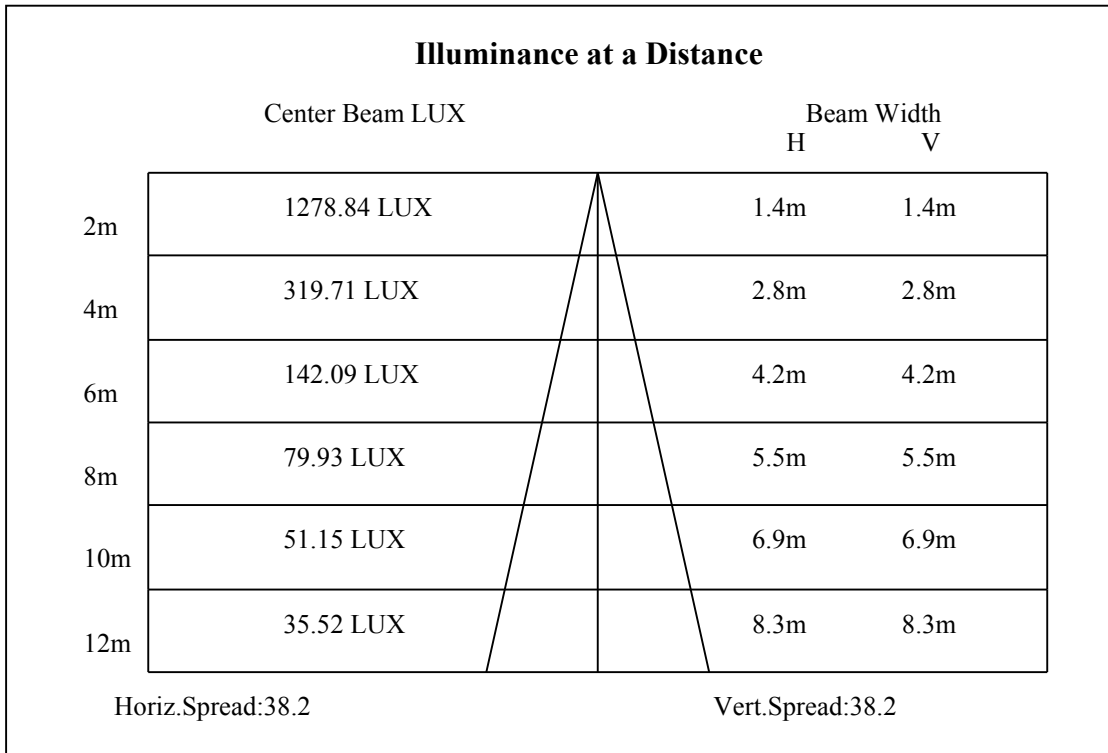 Illuminance at a Distance
Center Beam LUX Beam Width
H V
2m 1278.84 LUX 1.4m 1.4m
4m 319.71 LUX 2.8m 2.8m
6m 142.09 LUX 4.2m 4.2m
8m 79.93 LUX 5.5m 5.5m
10m 51.15 LUX 6.9m 6.9m
12m 35.52 LUX 8.3m 8.3m
Horiz.Spread:38.2 Vert.Spread:38.2